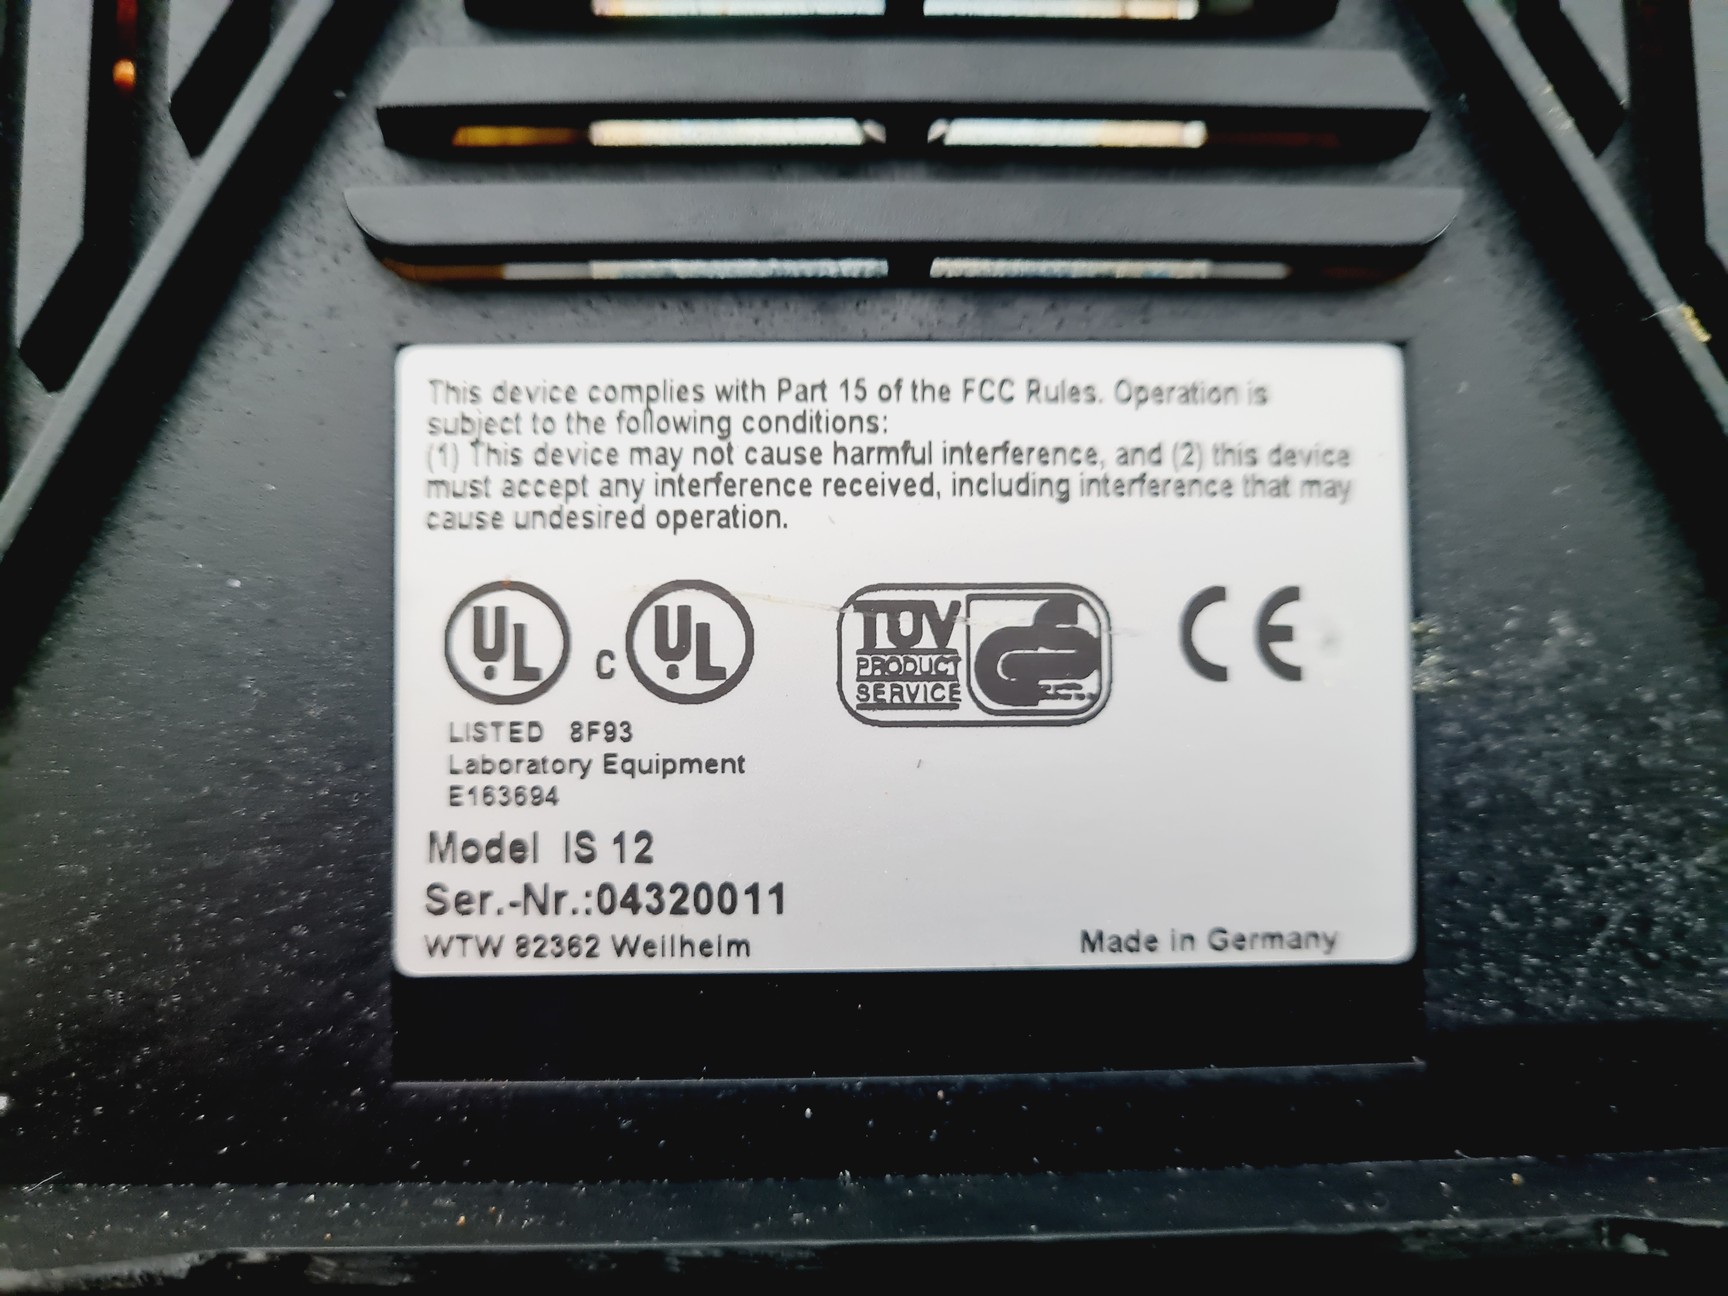 This device complies with Part 15 of the FCC Rules. Operation is
subject to the following conditions:
(1) This device may not cause harmful interference, and (2) this device
must accept any interference received, including interference that may
cause undesired operation.
UL c UL TÜV PRODUCT SERVICE CE
LISTED 8F93
Laboratory Equipment
E163694
Model IS 12
Ser.-Nr.:04320011
WTW 82362 Weilheim
Made in Germany